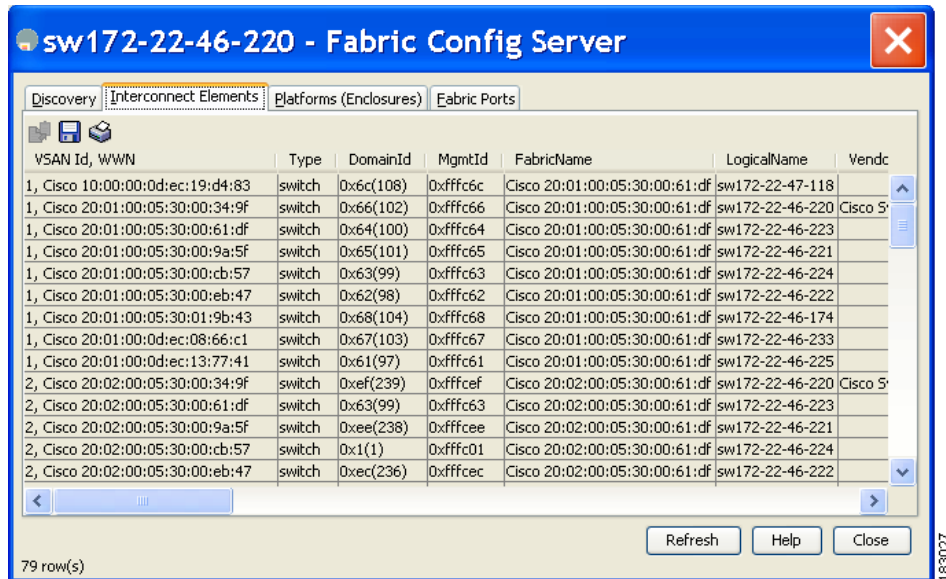 sw172-22-46-220 - Fabric Config Server
Discovery Interconnect Elements Platforms (Enclosures) Fabric Ports
VSAN Id, WWN Type DomainId MgmtId FabricName LogicalName Vendc
1, Cisco 10:00:00:0d:ec:19:d4:83 switch 0x6c(108) 0xfffc6c Cisco 20:01:00:05:30:00:61:df sw172-22-47-118
1, Cisco 20:01:00:05:30:00:34:9f switch 0x66(102) 0xfffc66 Cisco 20:01:00:05:30:00:61:df sw172-22-46-220 Cisco S
1, Cisco 20:01:00:05:30:00:61:df switch 0x64(100) 0xfffc64 Cisco 20:01:00:05:30:00:61:df sw172-22-46-223
1, Cisco 20:01:00:05:30:00:9a:5f switch 0x65(101) 0xfffc65 Cisco 20:01:00:05:30:00:61:df sw172-22-46-221
1, Cisco 20:01:00:05:30:00:cb:57 switch 0x63(99) 0xfffc63 Cisco 20:01:00:05:30:00:61:df sw172-22-46-224
1, Cisco 20:01:00:05:30:00:eb:47 switch 0x62(98) 0xfffc62 Cisco 20:01:00:05:30:00:61:df sw172-22-46-222
1, Cisco 20:01:00:05:30:01:9b:43 switch 0x68(104) 0xfffc68 Cisco 20:01:00:05:30:00:61:df sw172-22-46-174
1, Cisco 20:01:00:0d:ec:08:66:c1 switch 0x67(103) 0xfffc67 Cisco 20:01:00:05:30:00:61:df sw172-22-46-233
1, Cisco 20:01:00:0d:ec:13:77:41 switch 0x61(97) 0xfffc61 Cisco 20:01:00:05:30:00:61:df sw172-22-46-225
2, Cisco 20:02:00:05:30:00:34:9f switch 0xef(239) 0xfffcef Cisco 20:02:00:05:30:00:61:df sw172-22-46-220 Cisco S
2, Cisco 20:02:00:05:30:00:61:df switch 0x63(99) 0xfffc63 Cisco 20:02:00:05:30:00:61:df sw172-22-46-223
2, Cisco 20:02:00:05:30:00:9a:5f switch 0xee(238) 0xfffcee Cisco 20:02:00:05:30:00:61:df sw172-22-46-221
2, Cisco 20:02:00:05:30:00:cb:57 switch 0x1(1) 0xfffc01 Cisco 20:02:00:05:30:00:61:df sw172-22-46-224
2, Cisco 20:02:00:05:30:00:eb:47 switch 0xec(236) 0xfffcec Cisco 20:02:00:05:30:00:61:df sw172-22-46-222
Refresh Help Close
79 row(s)
183027